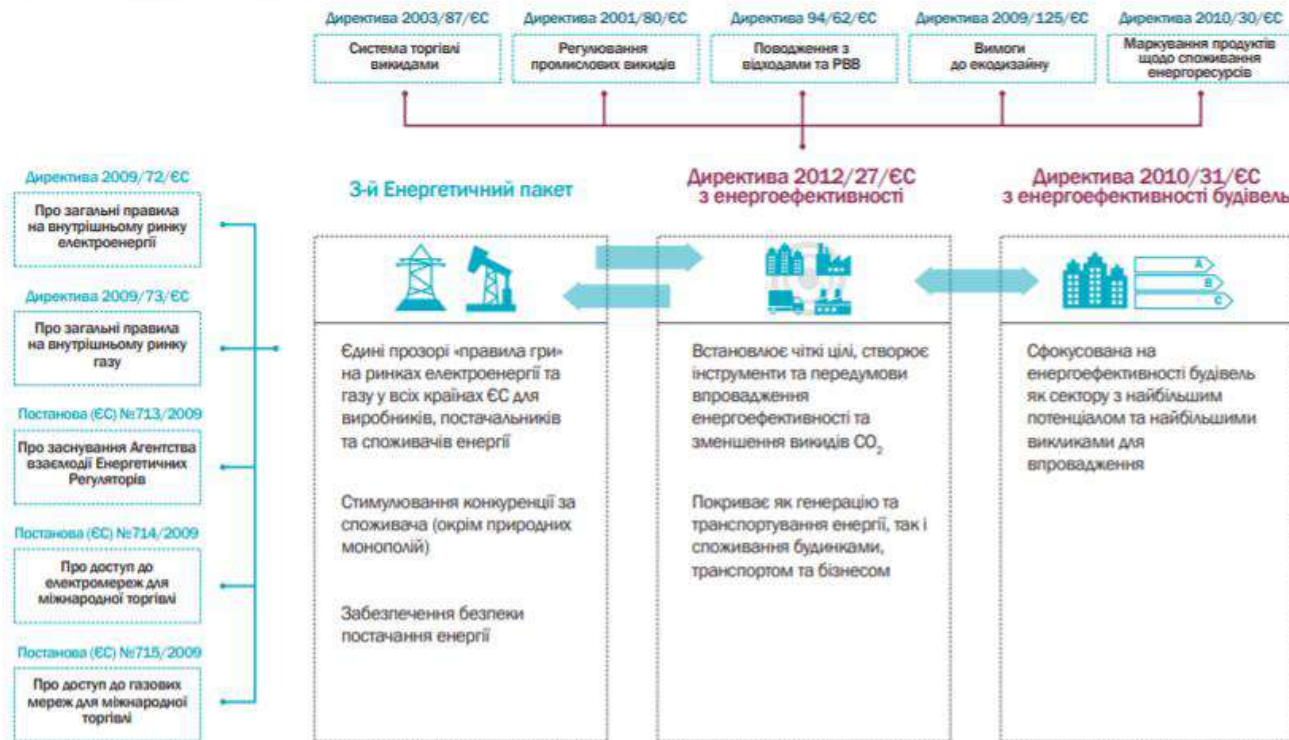 Директива 2003/87/ЄС
Система торгівлі
викидами
Директива 2001/80/ЄС
Регулювання
промислових викидів
Директива 94/62/ЄС
Поводження з
відходами та РВВ
Директива 2009/125/ЄС
Вимоги
до екодизайну
Директива 2010/30/ЄС
Маркування продуктів
щодо споживання
енергоресурсів
Директива 2009/72/ЄС
Про загальні правила
на внутрішньому ринку
електроенергії
Директива 2009/73/ЄС
Про загальні правила
на внутрішньому ринку
газу
Постанова (ЄС) №713/2009
Про заснування Агентства
взаємодії Енергетичних
Регуляторів
Постанова (ЄС) №714/2009
Про доступ до
електромереж для
міжнародної торгівлі
Постанова (ЄС) №715/2009
Про доступ до газових
мереж для міжнародної
торгівлі
3-й Енергетичний пакет
Єдині прозорі «правила гри»
на ринках електроенергії та
газу у всіх країнах ЄС для
виробників, постачальників
та споживачів енергії
Стимулювання конкуренції за
споживача (окрім природних
монополій)
Забезпечення безпеки
постачання енергії
Директива 2012/27/ЄС
з енергоефективності
Встановлює чіткі цілі, створює
інструменти та передумови
впровадження
енергоефективності та
зменшення викидів CO₂
Покриває як генерацію та
транспортування енергії, так і
споживання будинками,
транспортом та бізнесом
Директива 2010/31/ЄС
з енергоефективності будівель
A
B
C
Сфокусована на
енергоефективності будівель
як сектору з найбільшим
потенціалом та найбільшими
викликами для
впровадження